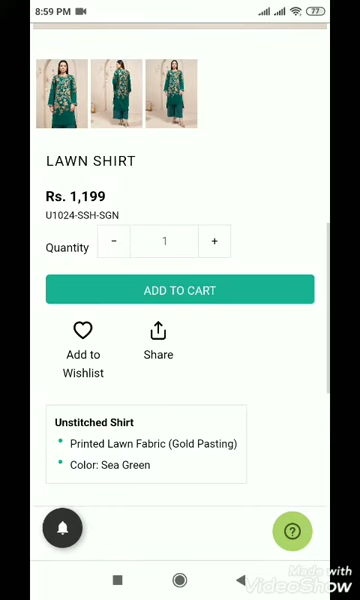 8:59 PM
77
LAWN SHIRT
Rs. 1,199
U1024-SSH-SGN
Quantity - 1 +
ADD TO CART
Add to Wishlist
Share
Unstitched Shirt
Printed Lawn Fabric (Gold Pasting)
Color: Sea Green
?
Made with
VideoShow